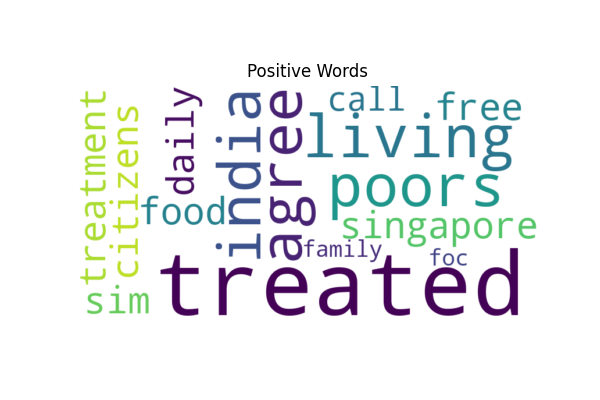 Positive Words
treatment
citizens
daily
india
agree
call
free
living
food
poors
singapore
family
foc
sim
treated